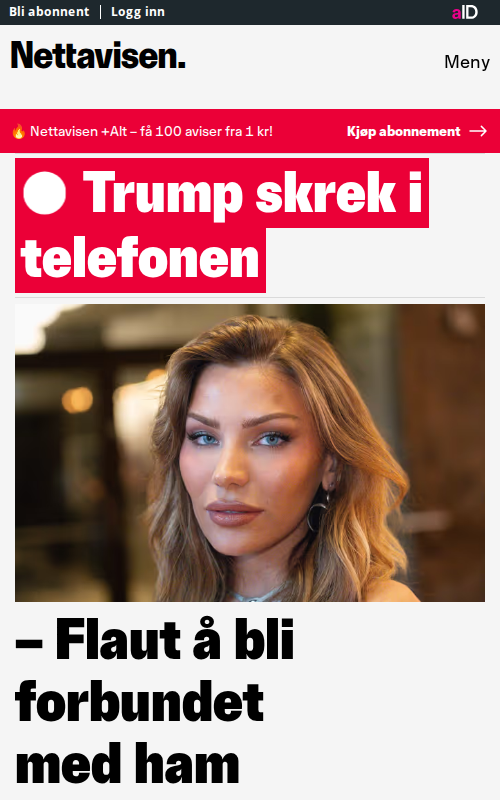 Bli abonnent | Logg inn
aID
Nettavisen.
Meny
🔥 Nettavisen +Alt – få 100 aviser fra 1 kr!
Kjøp abonnement →
Trump skrek i
telefonen
– Flaut å bli
forbundet
med ham